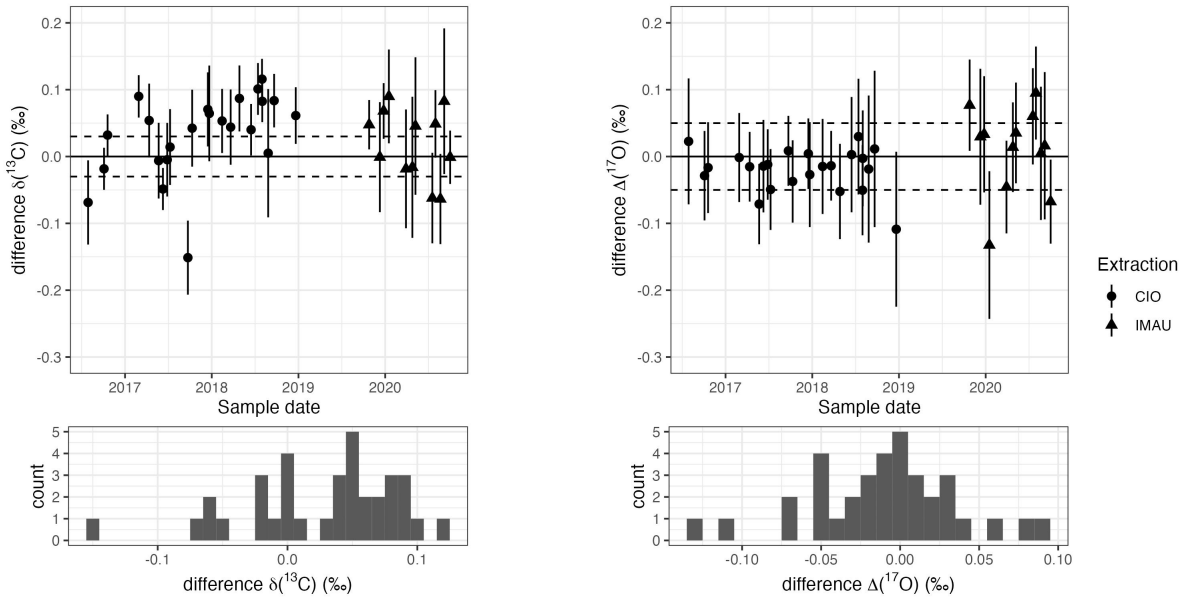 difference δ(¹³C) (‰)
0.2
0.1
0.0
-0.1
-0.2
-0.3
2017 2018 2019 2020
Sample date
difference Δ(¹⁷O) (‰)
0.2
0.1
0.0
-0.1
-0.2
-0.3
2017 2018 2019 2020
Sample date
Extraction
CIO
IMAU
count
5
4
3
2
1
0
-0.1 0.0 0.1
difference δ(¹³C) (‰)
count
5
4
3
2
1
0
-0.10 -0.05 0.00 0.05 0.10
difference Δ(¹⁷O) (‰)